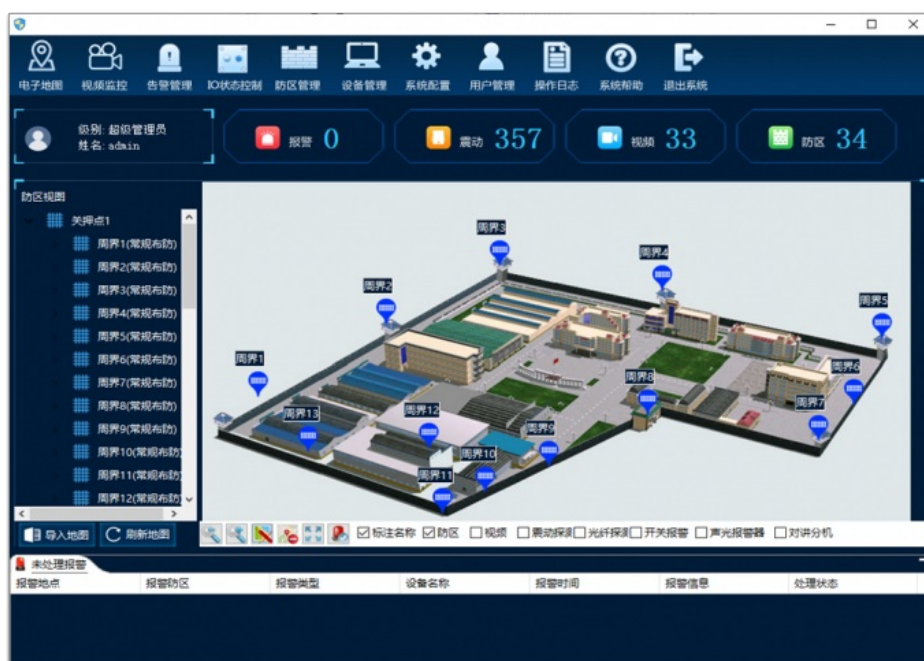 电子地图 视频监控 告警管理 IO状态控制 防区管理 设备管理 系统配置 用户管理 操作日志 系统帮助 退出系统
级别: 超级管理员
姓名: admin
报警 0 震动 357 视频 33 防区 34
防区视图
关押点1
周界1(常规布防)
周界2(常规布防)
周界3(常规布防)
周界4(常规布防)
周界5(常规布防)
周界6(常规布防)
周界7(常规布防)
周界8(常规布防)
周界9(常规布防)
周界10(常规布防)
周界11(常规布防)
周界12(常规布防)
周界3
周界4
周界2
周界5
周界1
周界6
周界8
周界7
周界13
周界12
周界9
周界10
周界11
导入地图 刷新地图 标注名称 防区 视频 震动探测 光纤探测 开关报警 声光报警器 对讲分机
未处理报警
报警地点 报警防区 报警类型 设备名称 报警时间 报警信息 处理状态